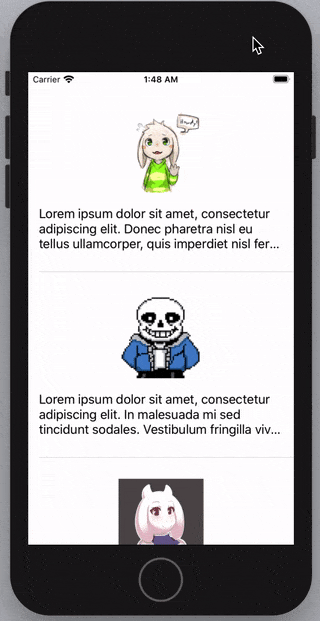 Carrier 1:48 AM
Howdy!
Lorem ipsum dolor sit amet, consectetur
adipiscing elit. Donec pharetra nisl eu
tellus ullamcorper, quis imperdiet nisl fer...
Lorem ipsum dolor sit amet, consectetur
adipiscing elit. In malesuada mi sed
tincidunt sodales. Vestibulum fringilla viv...